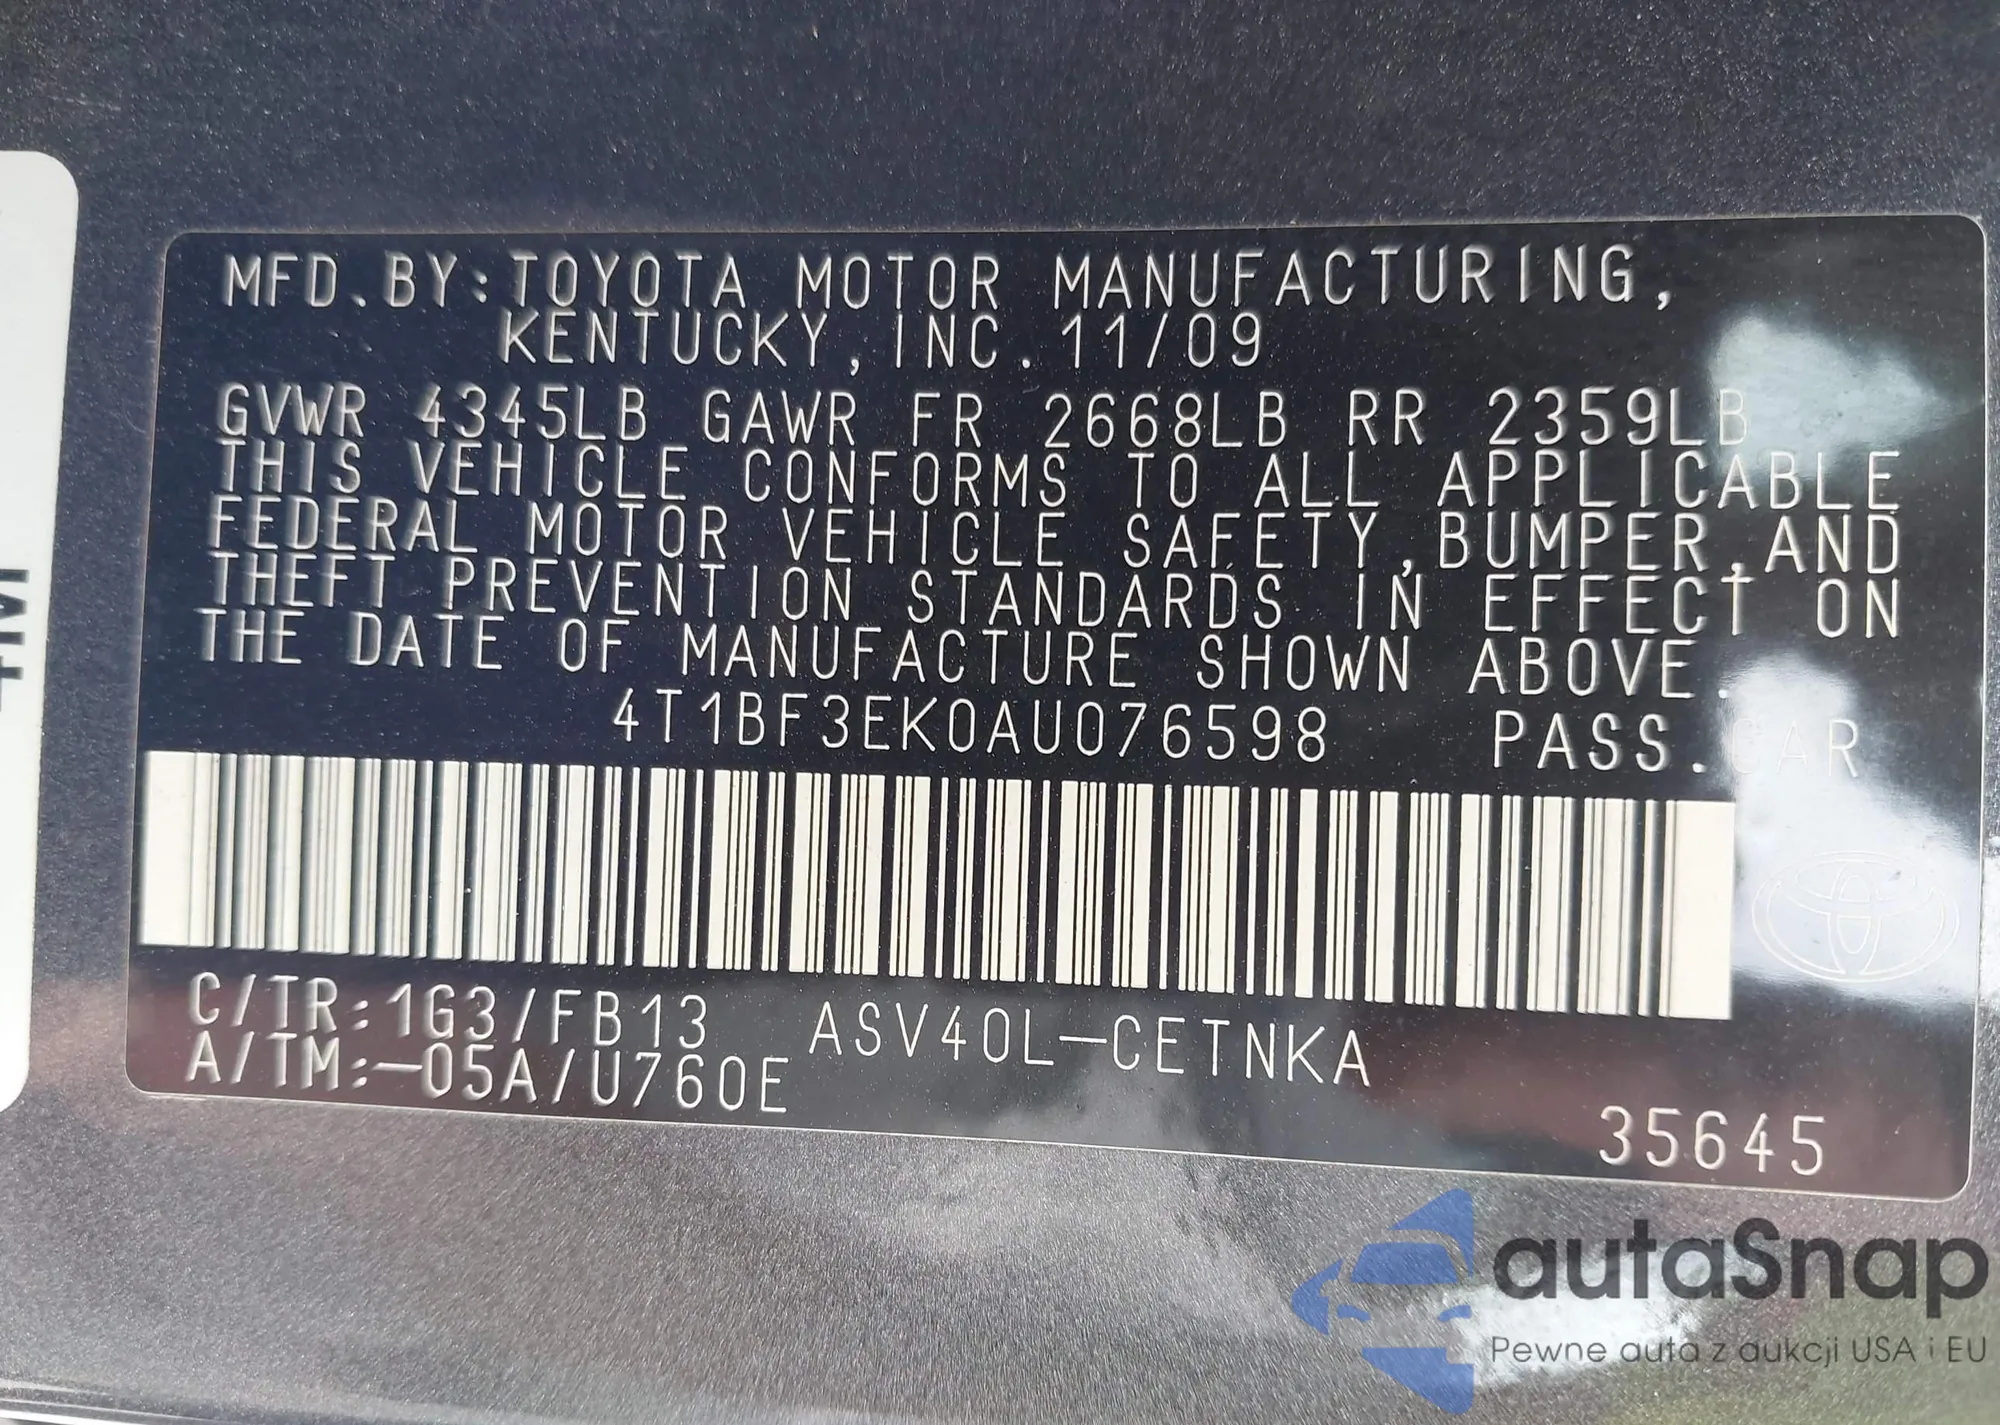 MFD.BY:TOYOTA MOTOR MANUFACTURING,
KENTUCKY,INC.11/09
GVWR 4345LB GAWR FR 2668LB RR 2359LB
THIS VEHICLE CONFORMS TO ALL APPLICABLE
FEDERAL MOTOR VEHICLE SAFETY,BUMPER,AND
THEFT PREVENTION STANDARDS IN EFFECT ON
THE DATE OF MANUFACTURE SHOWN ABOVE.
4T1BF3EK0AU076598 PASS.CAR
C/TR:1G3/FB13 ASV40L-CETNKA
A/TM:-05A/U760E
35645
autaSnap
Pewne auta z aukcji USA i EU